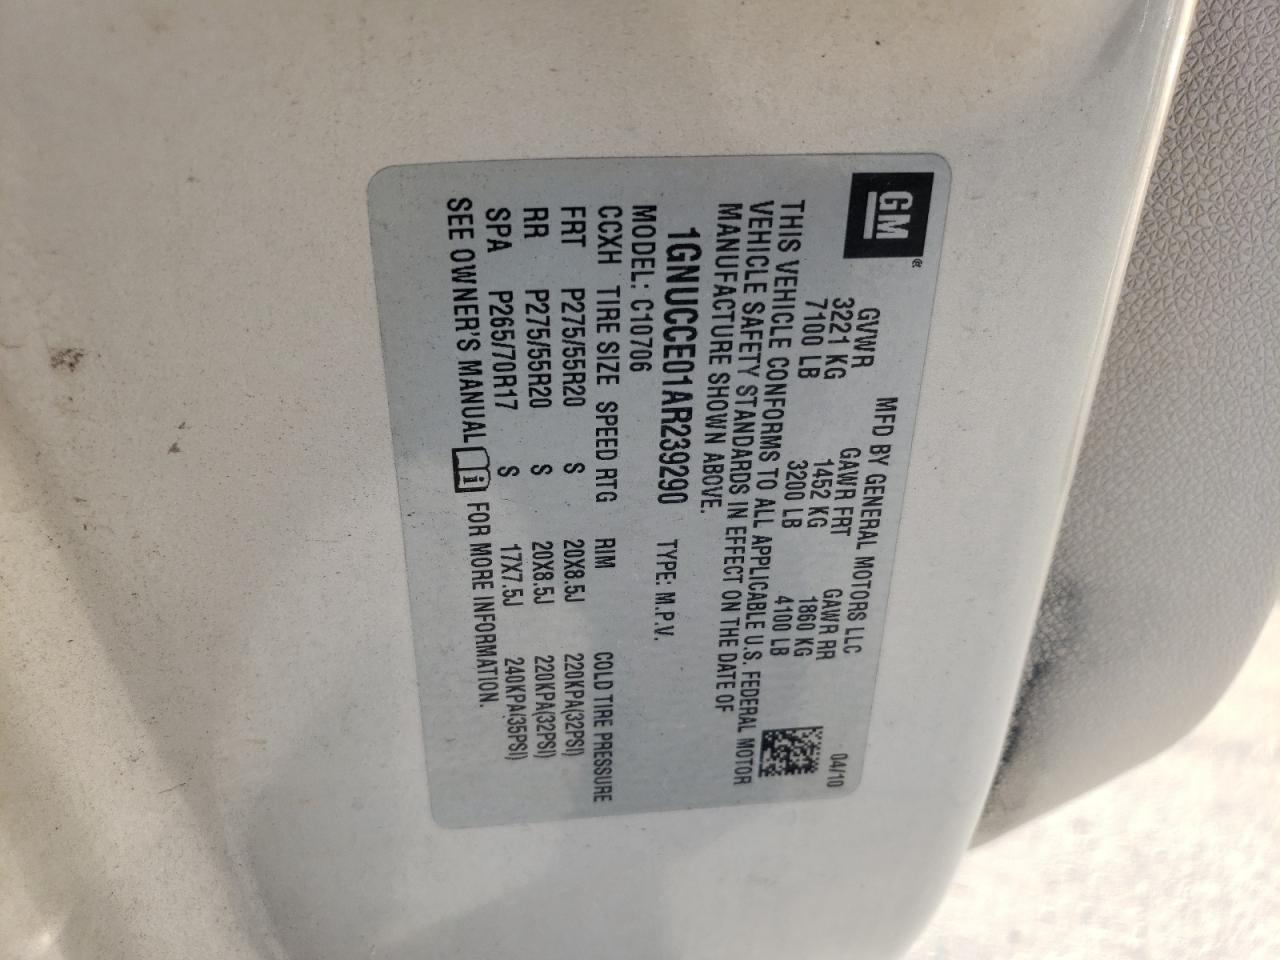 GM®
MFD BY GENERAL MOTORS LLC 04/10
GVWR GAWR FRT GAWR RR
3221 KG 1452 KG 1860 KG
7100 LB 3200 LB 4100 LB
THIS VEHICLE CONFORMS TO ALL APPLICABLE U.S. FEDERAL MOTOR
VEHICLE SAFETY STANDARDS IN EFFECT ON THE DATE OF
MANUFACTURE SHOWN ABOVE.
1GNUCCE01AR239290 TYPE: M.P.V.
MODEL: C10706
CCXH TIRE SIZE SPEED RTG RIM COLD TIRE PRESSURE
FRT P275/55R20 S 20X8.5J 220KPA(32PSI)
RR P275/55R20 S 20X8.5J 220KPA(32PSI)
SPA P265/70R17 S 17X7.5J 240KPA(35PSI)
SEE OWNER'S MANUAL i FOR MORE INFORMATION.